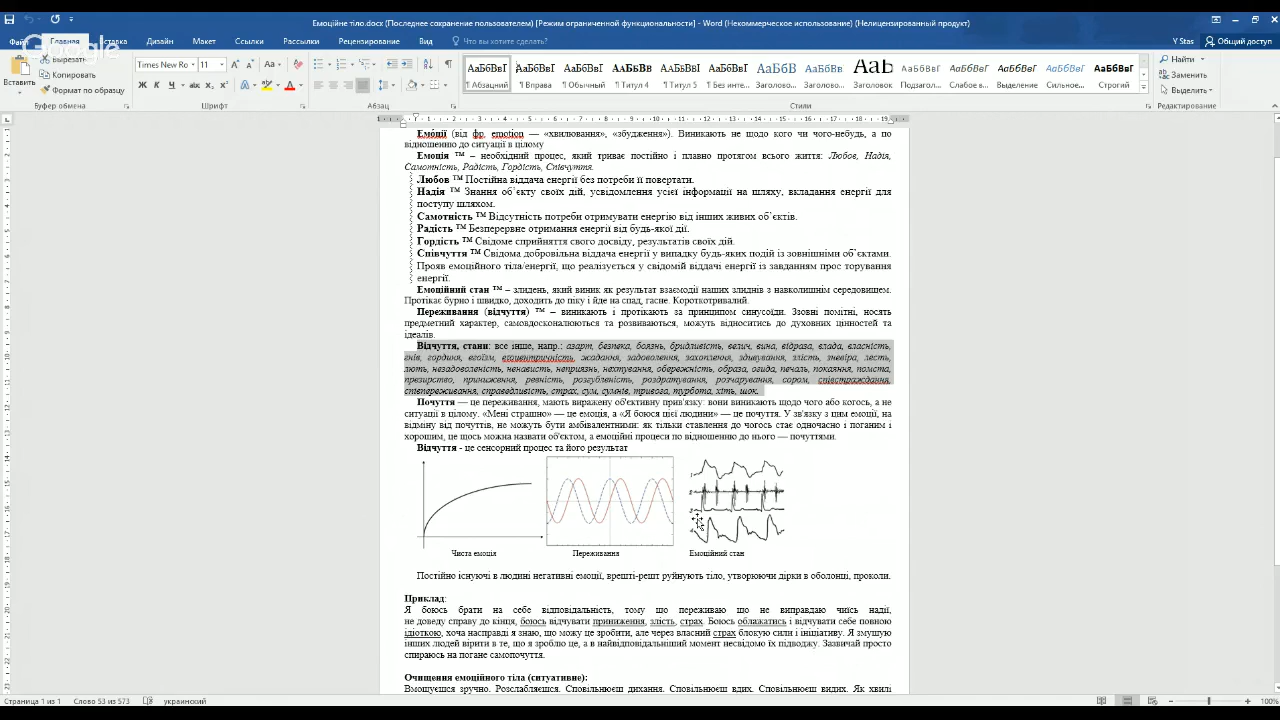 Емоційне тіло.docx (Последнее сохранение пользователем) [Режим ограниченной функциональности] - Word (Некоммерческое использование) (Нелицензированный продукт)
Файл Главная Вставка Дизайн Макет Ссылки Рассылки Рецензирование Вид Что вы хотите сделать? Y Stas Общий доступ
Google
Вставить
Вырезать
Копировать
Формат по образцу
Буфер обмена
Times New Ro 11
Ж К Ч
Шрифт
Абзац
АаБбВвГ АаБбВвГ АаБбВвГ АаБбВв АаБбВвГ АаБбВвГ АаБбВ АаБбВв АаБ АаБбВвГ АаБбВвГ АаБбВвГ АаБбВвГ АаБбВвГ
¶ Абзацний ¶ Вправа ¶ Обычный ¶ Титул 4 ¶ Титул 5 ¶ Без инте... Заголово... Заголово... Заголовок Подзагол... Слабое в... Выделение Сильное... Строгий
Стили
Найти
Заменить
Выделить
Редактирование
Емо́ції (від фр. emotion — «хвилювання», «збудження»). Виникають не щодо кого чи чого-небудь, а по
відношенню до ситуації в цілому
Емоція ™ – необхідний процес, який триває постійно і плавно протягом всього життя: Любов, Надія,
Самотність, Радість, Гордість, Співчуття.
Любов ™ Постійна віддача енергії без потреби її повертати.
Надія ™ Знання об’єкту своїх дій, усвідомлення усієї інформації на шляху, вкладання енергії для
поступу шляхом.
Самотність ™ Відсутність потреби отримувати енергію від інших живих об’єктів.
Радість ™ Безперервне отримання енергії від будь-якої дії.
Гордість ™ Свідоме сприйняття свого досвіду, результатів своїх дій.
Співчуття ™ Свідома добровільна віддача енергії у випадку будь-яких подій із зовнішніми об’єктами.
Прояв емоційного тіла/енергії, що реалізується у свідомій віддачі енергії із завданням прос торування
енергії.
Емоційний стан ™ – злидень, який виник як результат взаємодії наших злиднів з навколишнім середовищем.
Протікає бурно і швидко, доходить до піку і йде на спад, гасне. Короткотривалий.
Переживання (відчуття) ™ – виникають і протікають за принципом синусоїди. Ззовні помітні, носять
предметний характер, самовдосконалюються та розвиваються, можуть відноситись до духовних цінностей та
ідеалів.
Відчуття, стани: все інше, напр.: азарт, безпека, боязнь, бридливість, велич, вина, відраза, влада, власність,
гнів, гординя, егоїзм, егоцентричність, жадання, задоволення, захоплення, здивування, злість, зневіра, лесть,
лють, незадоволеність, ненависть, неприязнь, нехтування, обережність, образа, огида, печаль, покаяння, помста,
презирство, приниження, ревність, розгубленість, роздратування, розчарування, сором, співстраждання,
співпереживання, справедливість, страх, сум, сумнів, тривога, турбота, хіть, шок.
Почуття — це переживання, мають виражену об'єктивну прив'язку: вони виникають щодо чого або когось, а не
ситуації в цілому. «Мені страшно» — це емоція, а «Я боюся цієї людини» — це почуття. У зв'язку з цим емоції, на
відміну від почуттів, не можуть бути амбівалентними: як тільки ставлення до чогось стає одночасно і поганим і
хорошим, це щось можна назвати об'єктом, а емоційні процеси по відношенню до нього — почуттями.
Відчуття - це сенсорний процес та його результат
1
2
3
4
Чиста емоція Переживання Емоційний стан
Постійно існуючі в людині негативні емоції, врешті-решт руйнують тіло, утворюючи дірки в оболонці, проколи.
Приклад:
Я боюсь брати на себе відповідальність, тому що переживаю що не виправдаю чиїсь надії,
не доведу справу до кінця, боюсь відчувати приниження, злість, страх. Боюсь облажатись і відчувати себе повною
ідіоткою, хоча насправді я знаю, що можу це зробити, але через власний страх блокую сили і ініціативу. Я змушую
інших людей вірити в те, що я зроблю це, а в найвідповідальніший момент несвідомо їх підводжу. Зазвичай просто
спираюсь на погане самопочуття.
Очищення емоційного тіла (ситуативне):
Вмощуєшся зручно. Розслабляєшся. Сповільнюєш дихання. Сповільнюєш вдих. Сповільнюєш видих. Як хвилі
Страница 1 из 1 Слово 53 из 573 украинский 100%